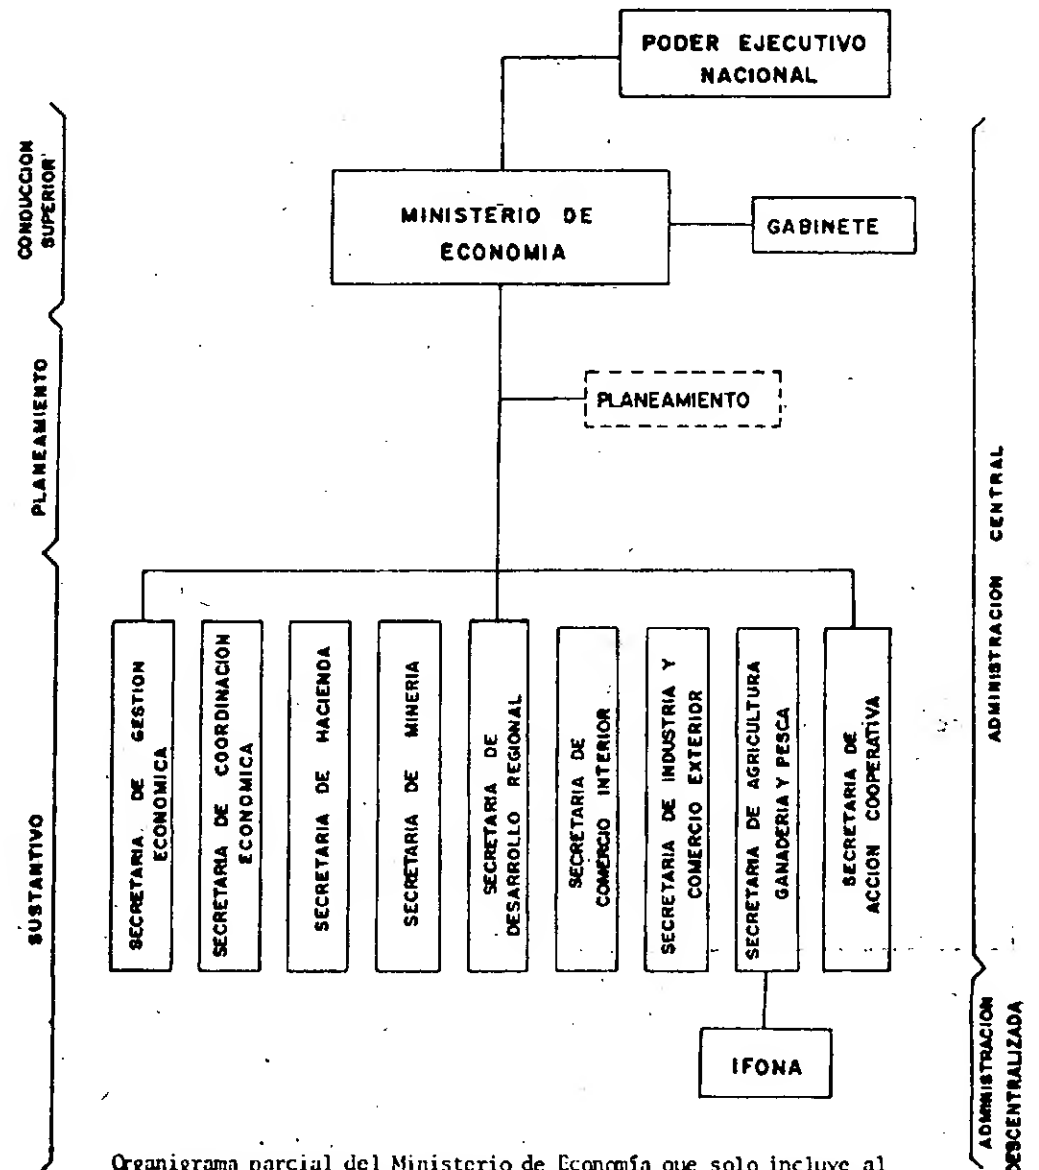 PODER EJECUTIVO
NACIONAL
CONDUCCION
SUPERIOR
MINISTERIO DE
ECONOMIA
GABINETE
PLANEAMIENTO
PLANEAMIENTO
ADMINISTRACION CENTRAL
SUSTANTIVO
SECRETARIA DE GESTION
ECONOMICA
SECRETARIA DE COORDINACION
ECONOMICA
SECRETARIA DE HACIENDA
SECRETARIA DE MINERIA
SECRETARIA DE
DESARROLLO REGIONAL
SECRETARIA DE
COMERCIO INTERIOR
SECRETARIA DE INDUSTRIA Y
COMERCIO EXTERIOR
SECRETARIA DE AGRICULTURA
GANADERIA Y PESCA
SECRETARIA DE
ACCION COOPERATIVA
IFONA
ADMINISTRACION
DESCENTRALIZADA
Organigrama parcial del Ministerio de Economía que solo incluye al